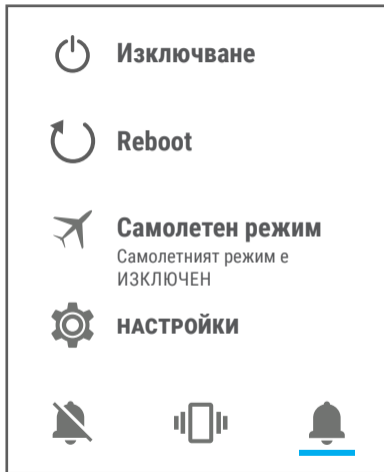 Изключване
Reboot
Самолетен режим
Самолетният режим е
ИЗКЛЮЧЕН
НАСТРОЙКИ